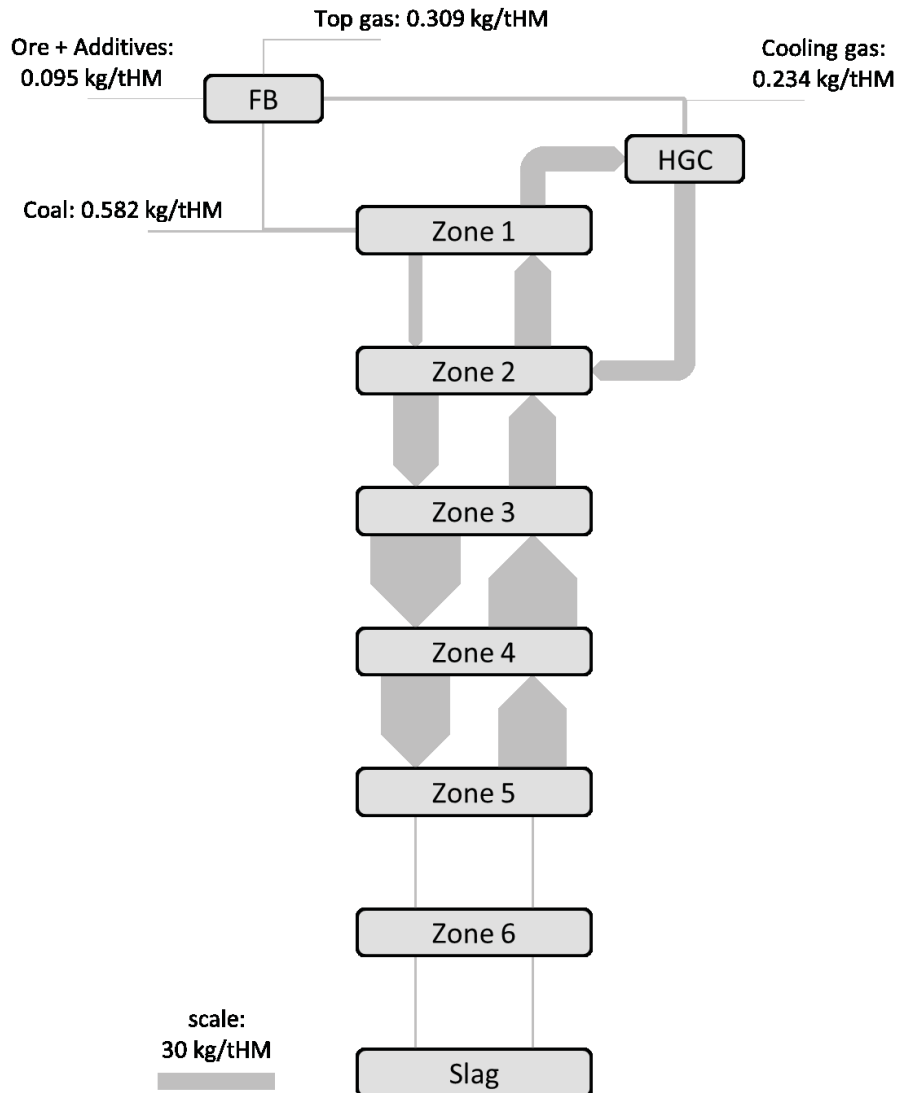 Top gas: 0.309 kg/tHM
Ore + Additives:
0.095 kg/tHM
Cooling gas:
0.234 kg/tHM
FB
HGC
Coal: 0.582 kg/tHM
Zone 1
Zone 2
Zone 3
Zone 4
Zone 5
Zone 6
scale:
30 kg/tHM
Slag